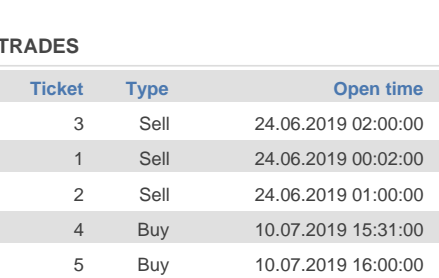 TRADES
Ticket Type Open time
3 Sell 24.06.2019 02:00:00
1 Sell 24.06.2019 00:02:00
2 Sell 24.06.2019 01:00:00
4 Buy 10.07.2019 15:31:00
5 Buy 10.07.2019 16:00:00